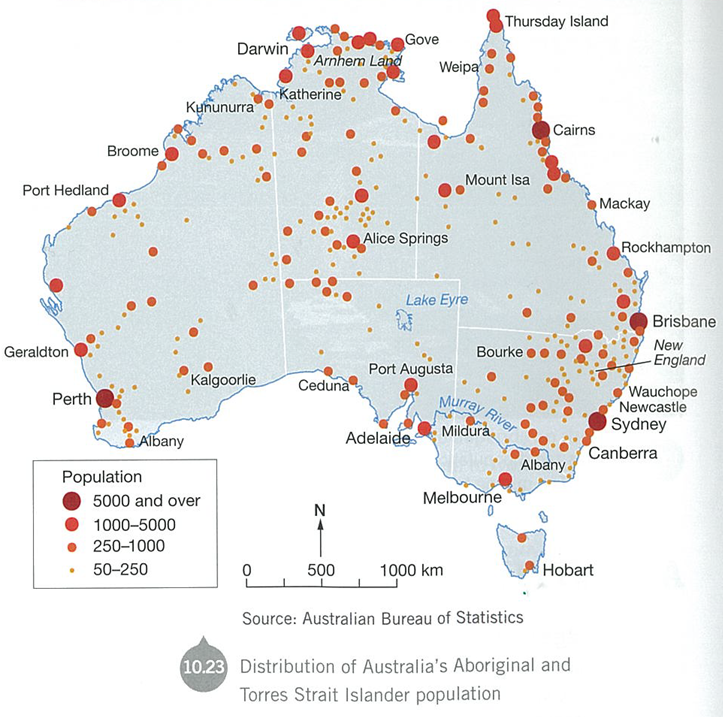 Thursday Island
Darwin
Gove
Arnhem Land
Weipa
Katherine
Kununurra
Cairns
Broome
Mount Isa
Port Hedland
Mackay
Alice Springs
Rockhampton
Lake Eyre
Brisbane
Geraldton
Bourke
New
England
Port Augusta
Kalgoorlie
Ceduna
Perth
Wauchope
Murray River
Newcastle
Sydney
Adelaide
Mildura
Albany
Canberra
Albany
Melbourne
Population
5000 and over
1000–5000
250–1000
50–250
N
0 500 1000 km
Hobart
Source: Australian Bureau of Statistics
10.23 Distribution of Australia's Aboriginal and
Torres Strait Islander population